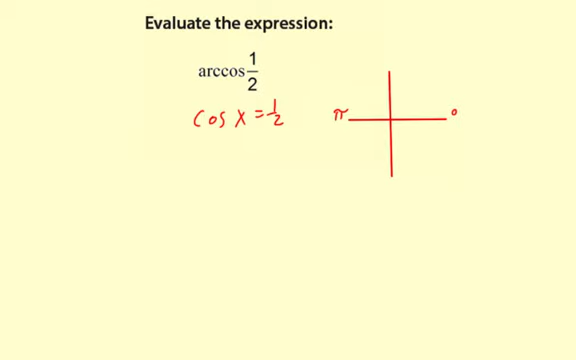 Evaluate the expression:
arccos 1/2
cos x = 1/2
π 0